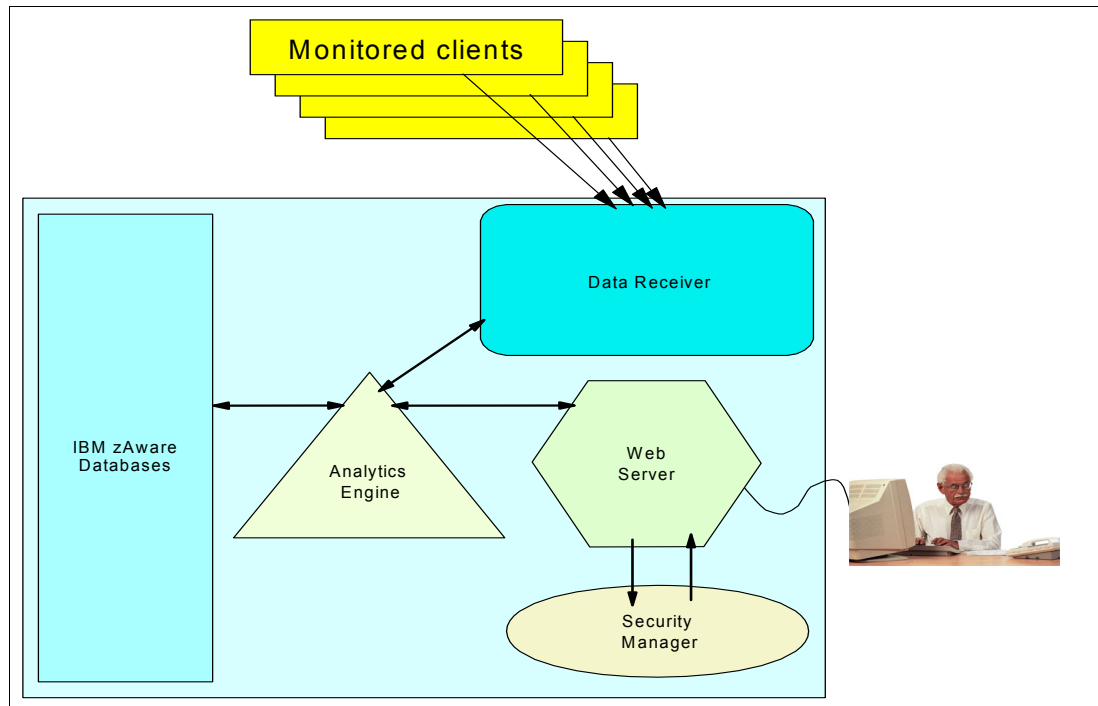 Monitored clients
Data Receiver
IBM zAware
Databases
Analytics
Engine
Web
Server
Security
Manager